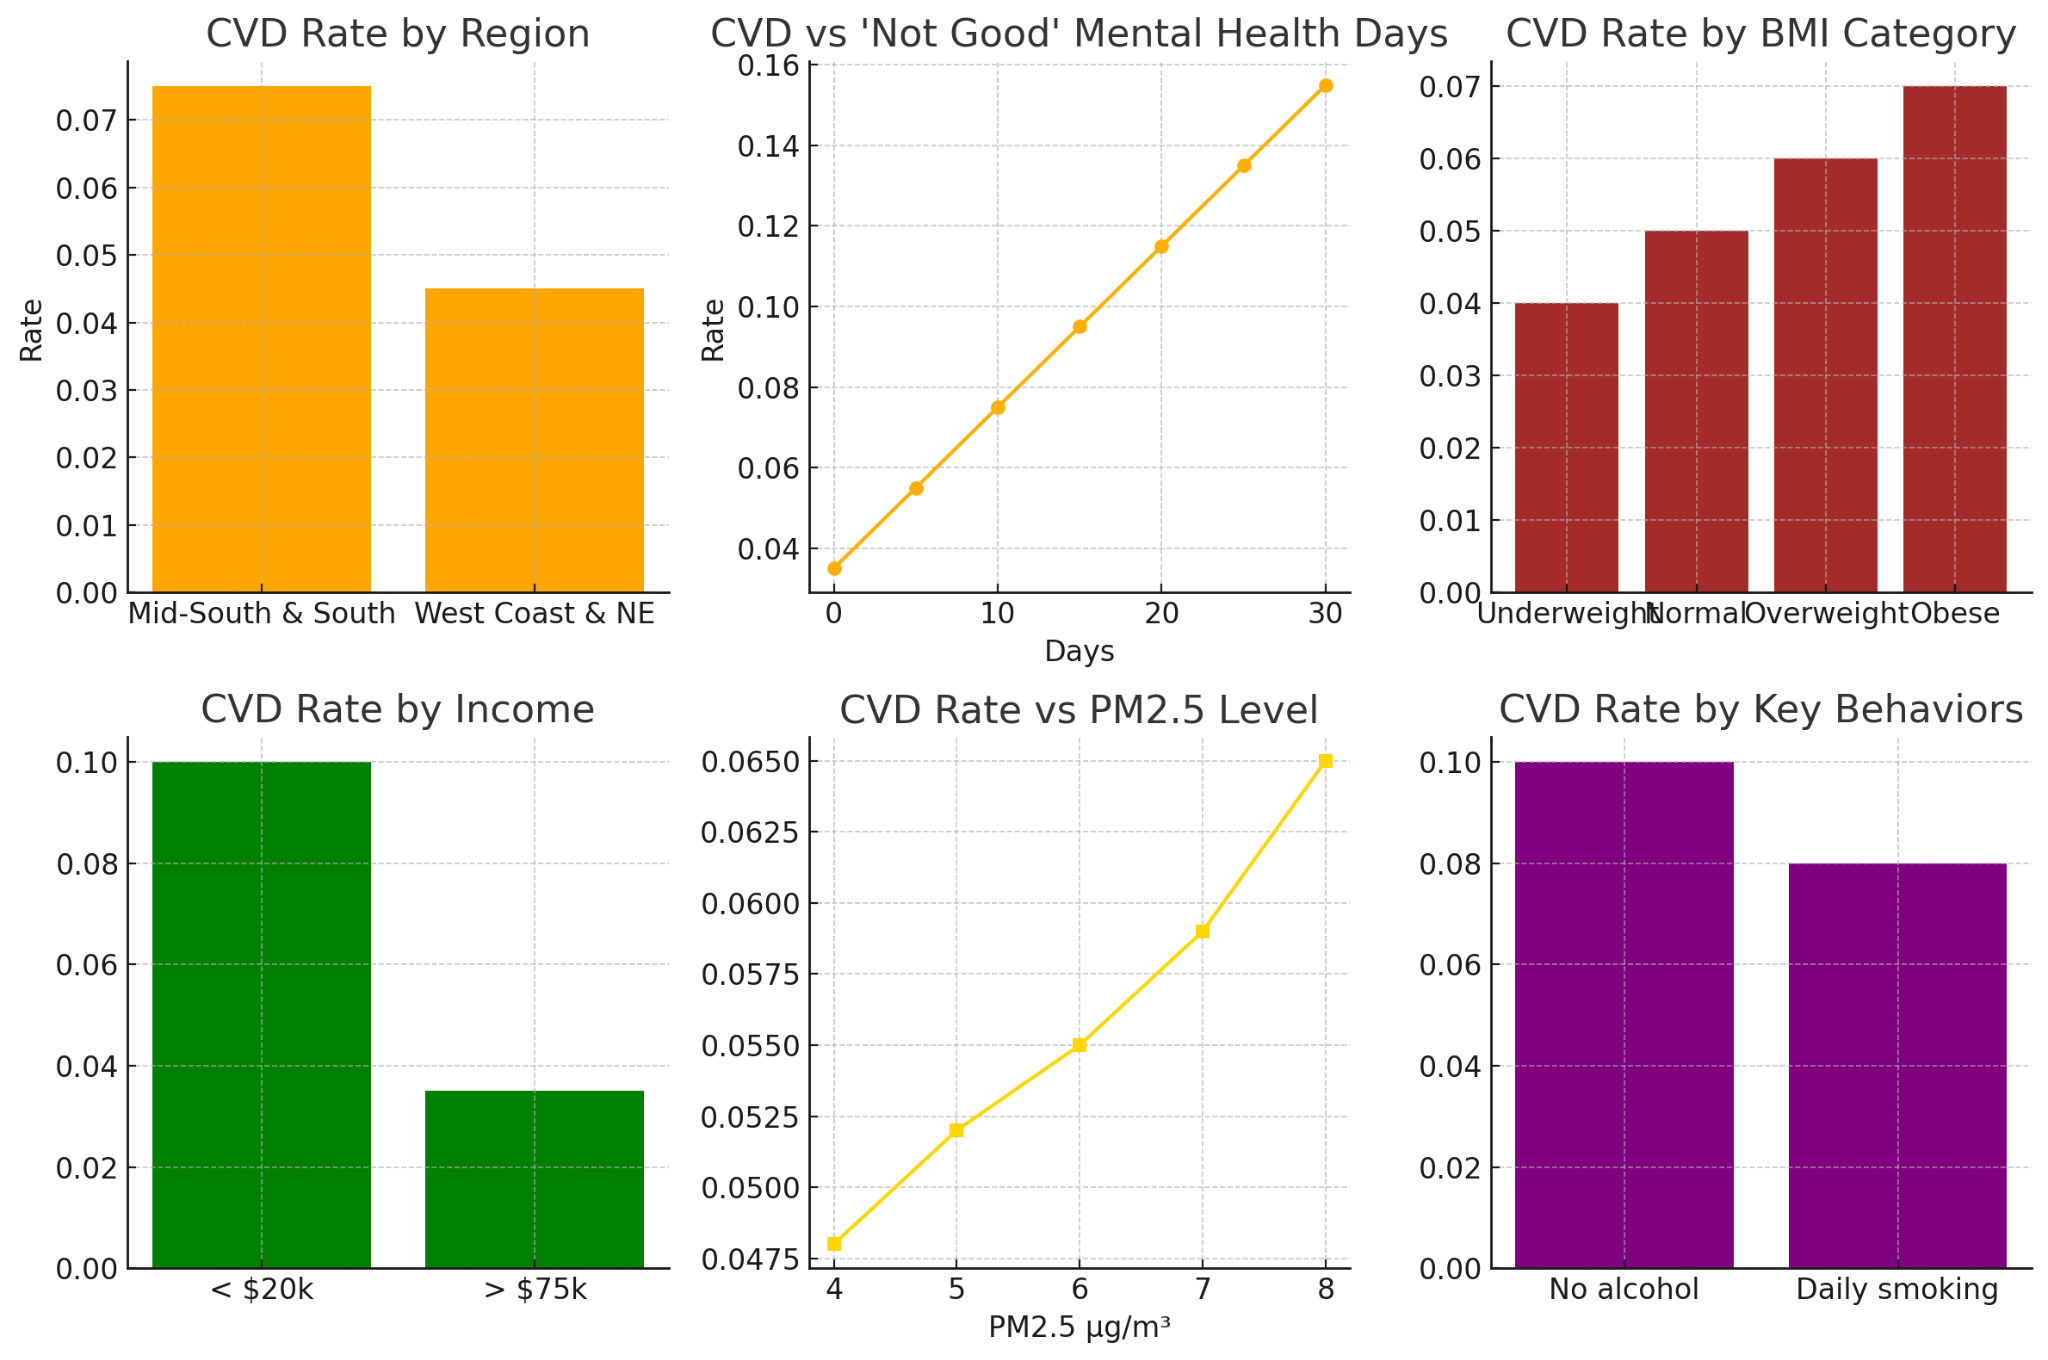 CVD Rate by Region
Rate
0.07
0.06
0.05
0.04
0.03
0.02
0.01
0.00
Mid-South & South
West Coast & NE
CVD vs 'Not Good' Mental Health Days
Rate
0.16
0.14
0.12
0.10
0.08
0.06
0.04
0
10
20
30
Days
CVD Rate by BMI Category
0.07
0.06
0.05
0.04
0.03
0.02
0.01
0.00
Underweight
Normal
Overweight
Obese
CVD Rate by Income
0.10
0.08
0.06
0.04
0.02
0.00
< $20k
> $75k
CVD Rate vs PM2.5 Level
0.0650
0.0625
0.0600
0.0575
0.0550
0.0525
0.0500
0.0475
4
5
6
7
8
PM2.5 µg/m³
CVD Rate by Key Behaviors
0.10
0.08
0.06
0.04
0.02
0.00
No alcohol
Daily smoking